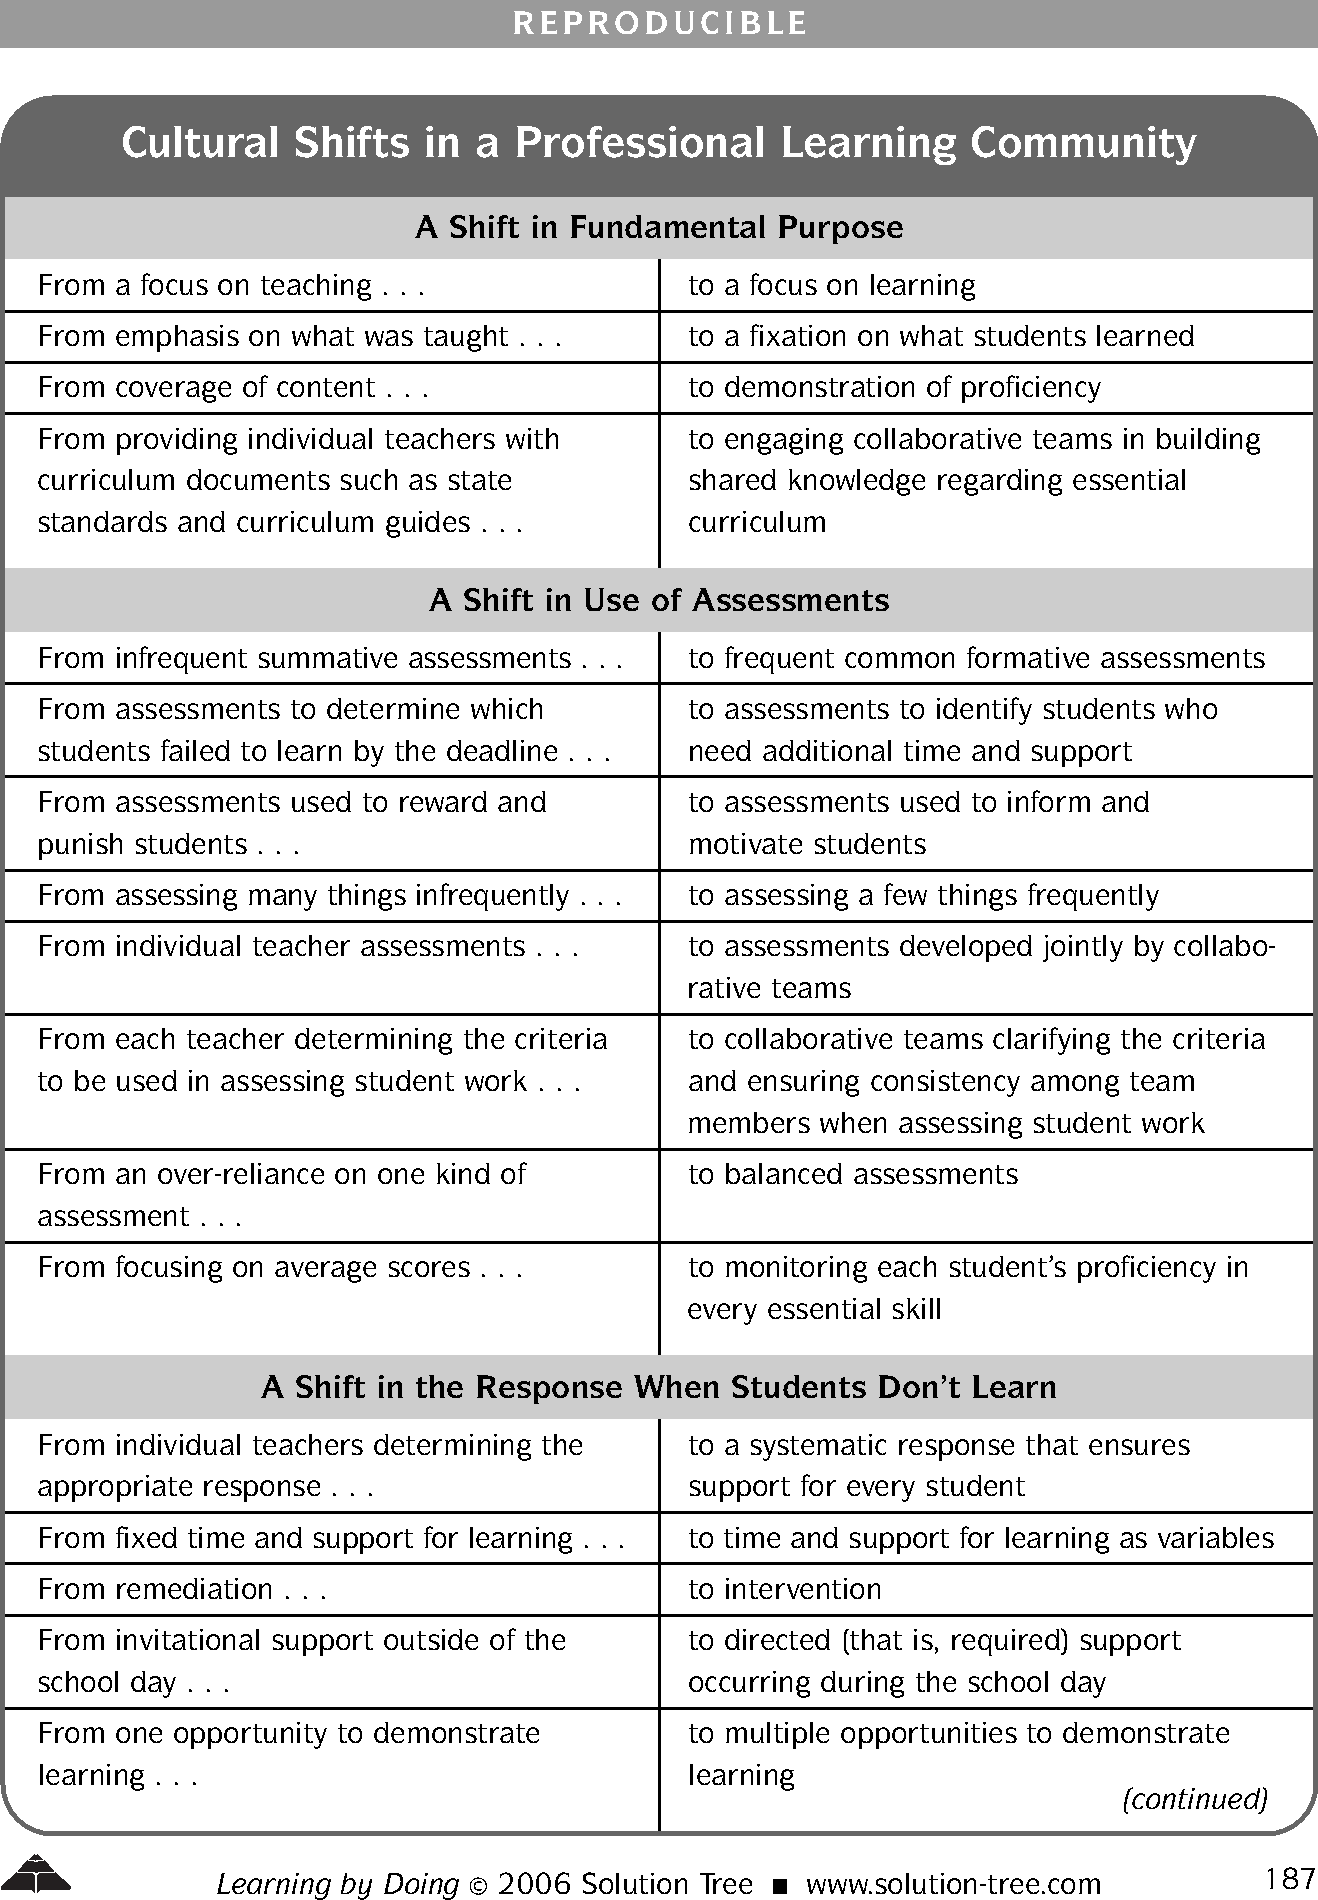 REPRODUCIBLE
Cultural Shifts in a Professional Learning Community
A Shift in Fundamental Purpose
From a focus on teaching . . .
to a focus on learning
From emphasis on what was taught . . .
to a fixation on what students learned
From coverage of content . . .
to demonstration of proficiency
From providing individual teachers with
curriculum documents such as state
standards and curriculum guides . . .
to engaging collaborative teams in building
shared knowledge regarding essential
curriculum
A Shift in Use of Assessments
From infrequent summative assessments . . .
to frequent common formative assessments
From assessments to determine which
students failed to learn by the deadline . . .
to assessments to identify students who
need additional time and support
From assessments used to reward and
punish students . . .
to assessments used to inform and
motivate students
From assessing many things infrequently . . .
to assessing a few things frequently
From individual teacher assessments . . .
to assessments developed jointly by collabo-
rative teams
From each teacher determining the criteria
to be used in assessing student work . . .
to collaborative teams clarifying the criteria
and ensuring consistency among team
members when assessing student work
From an over-reliance on one kind of
assessment . . .
to balanced assessments
From focusing on average scores . . .
to monitoring each student’s proficiency in
every essential skill
A Shift in the Response When Students Don’t Learn
From individual teachers determining the
appropriate response . . .
to a systematic response that ensures
support for every student
From fixed time and support for learning . . .
to time and support for learning as variables
From remediation . . .
to intervention
From invitational support outside of the
school day . . .
to directed (that is, required) support
occurring during the school day
From one opportunity to demonstrate
learning . . .
to multiple opportunities to demonstrate
learning
(continued)
Learning by Doing © 2006 Solution Tree ■ www.solution-tree.com
187